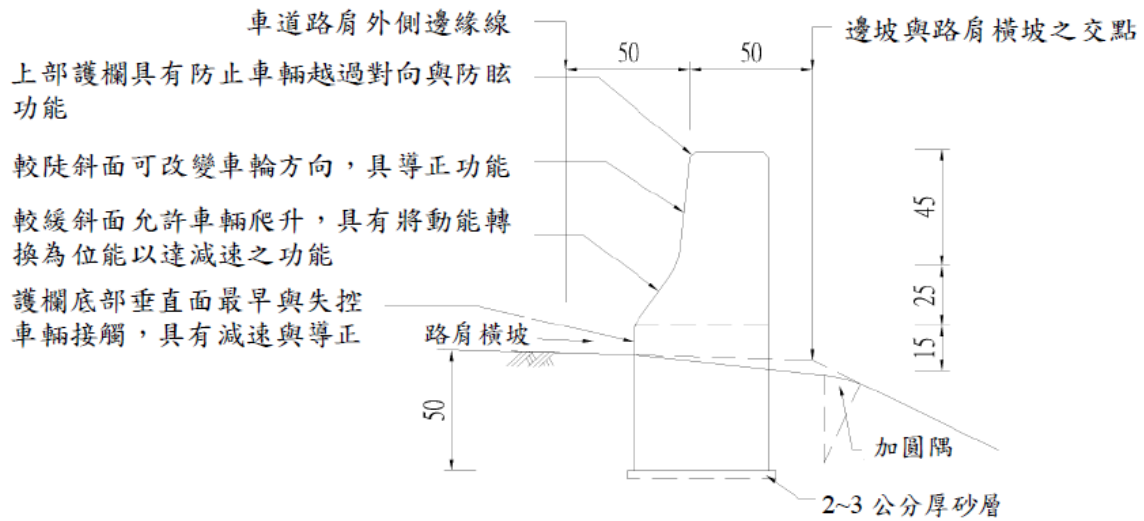 車道路肩外側邊緣線
50
50
邊坡與路肩橫坡之交點
上部護欄具有防止車輛越過對向與防眩
功能
較陡斜面可改變車輪方向，具導正功能
較緩斜面允許車輛爬升，具有將動能轉
換為位能以達減速之功能
護欄底部垂直面最早與失控
車輛接觸，具有減速與導正
路肩橫坡
45
25
15
50
加圓隅
2~3 公分厚砂層